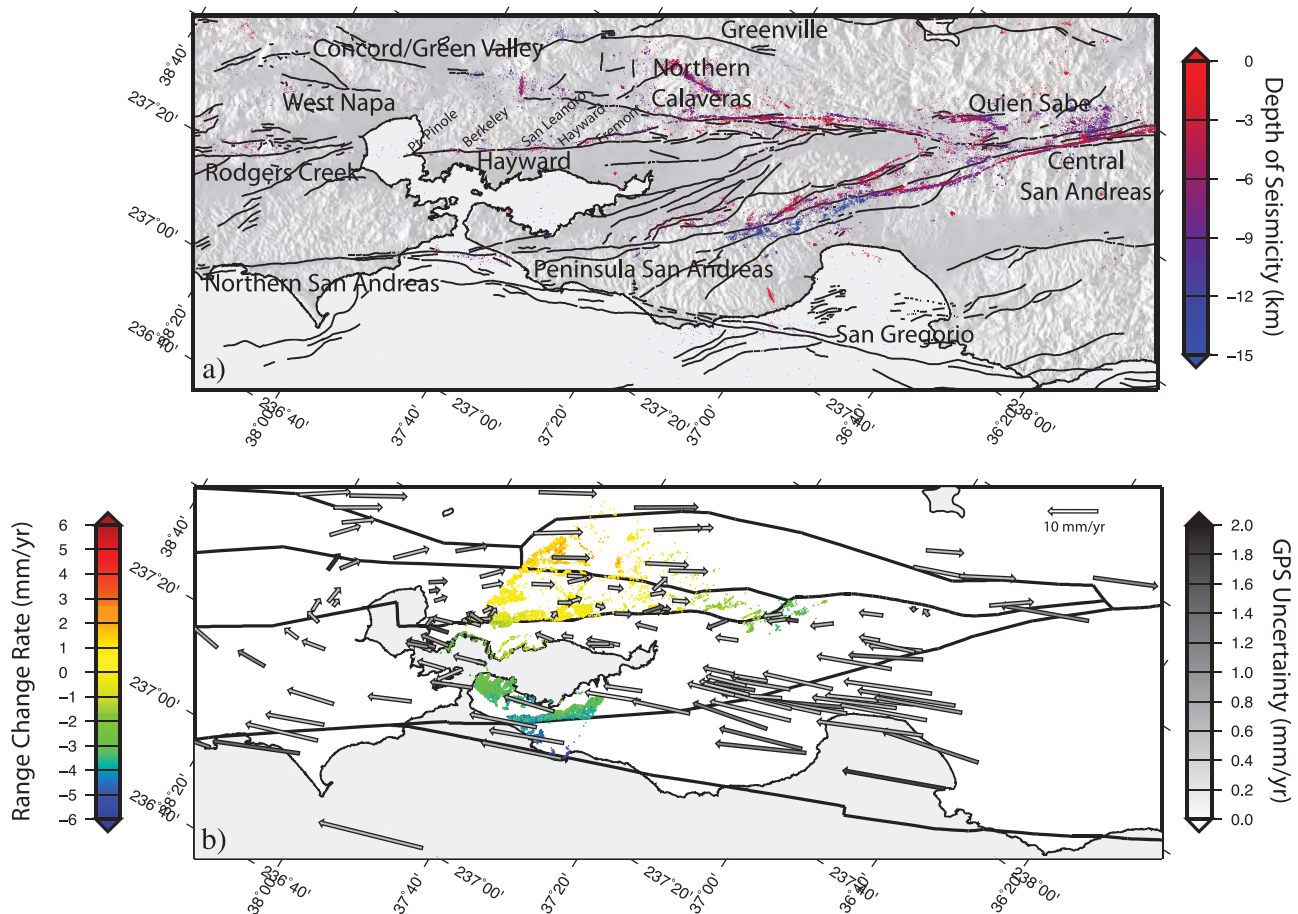 Greenville
Concord/Green Valley
Northern
Calaveras
West Napa
Quien Sabe
Pt. Pinole
Berkeley
San Leandro
Hayward
Fremont
Hayward
Rodgers Creek
Central
San Andreas
Peninsula San Andreas
Northern San Andreas
San Gregorio
a)
38°40'
237°20'
237°00'
38°20'
236°40'
38°00'
236°40'
37°40'
237°00'
37°20'
237°20'
37°00'
237°40'
36°40'
238°00'
36°20'
0
−3
−6
−9
−12
−15
Depth of Seismicity (km)
Range Change Rate (mm/yr)
6
5
4
3
2
1
0
−1
−2
−3
−4
−5
−6
10 mm/yr
b)
38°40'
237°20'
237°00'
38°20'
236°40'
38°00'
236°40'
37°40'
237°00'
37°20'
237°20'
37°00'
237°40'
36°40'
238°00'
36°20'
2.0
1.8
1.6
1.4
1.2
1.0
0.8
0.6
0.4
0.2
0.0
GPS Uncertainty (mm/yr)